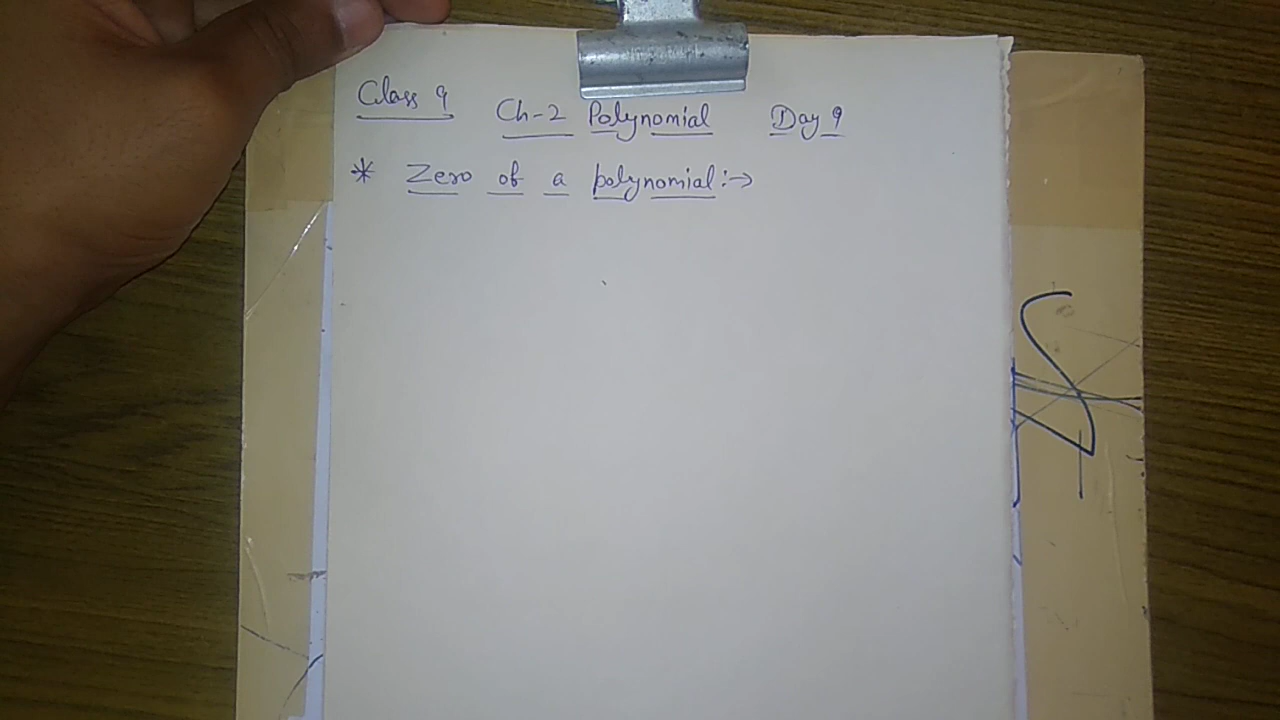 Class 9 Ch-2 Polynomial Day 9
* Zero of a polynomial:→